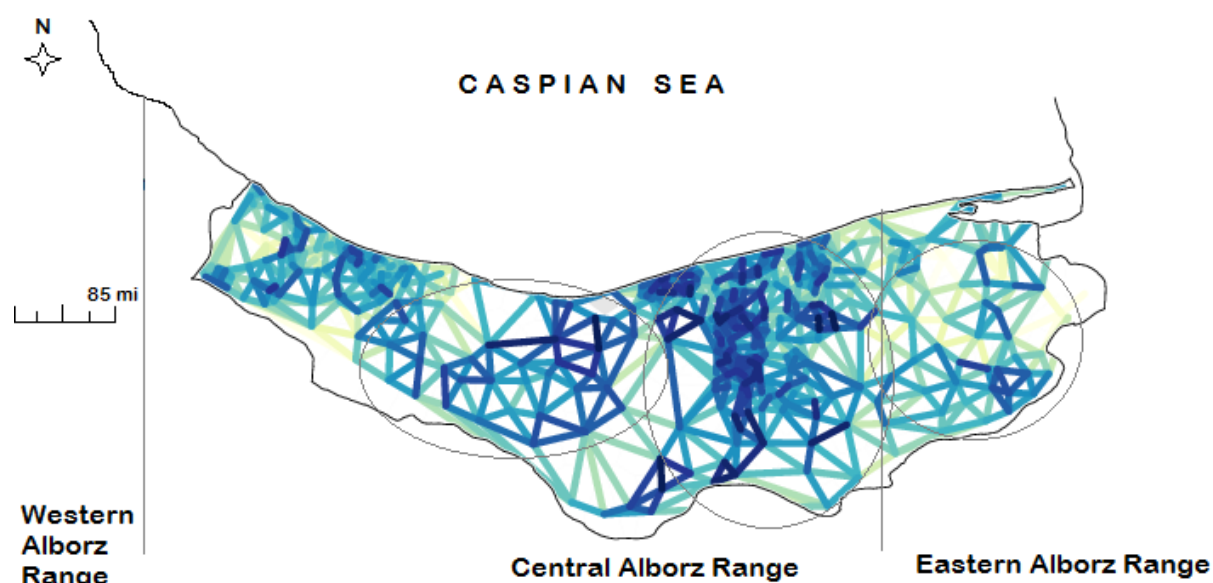 N
CASPIAN SEA
85 mi
Western
Alborz
Range
Central Alborz Range
Eastern Alborz Range